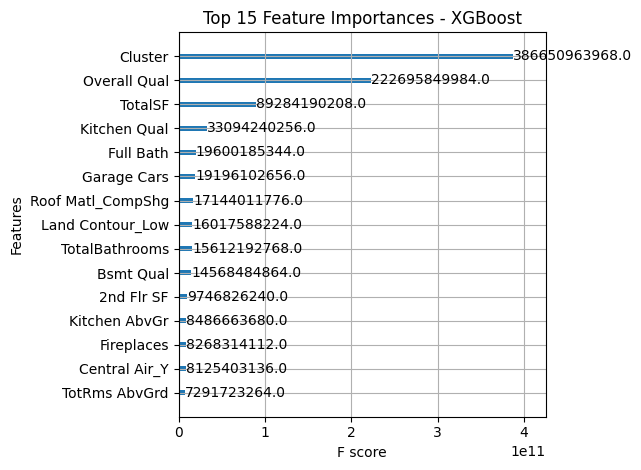 Top 15 Feature Importances - XGBoost
Features
Cluster 386650963968.0
Overall Qual 222695849984.0
TotalSF 89284190208.0
Kitchen Qual 33094240256.0
Full Bath 19600185344.0
Garage Cars 19196102656.0
Roof Matl_CompShg 17144011776.0
Land Contour_Low 16017588224.0
TotalBathrooms 15612192768.0
Bsmt Qual 14568484864.0
2nd Flr SF 9746826240.0
Kitchen AbvGr 8486663680.0
Fireplaces 8268314112.0
Central Air_Y 8125403136.0
TotRms AbvGrd 7291723264.0
0 1 2 3 4
1e11
F score